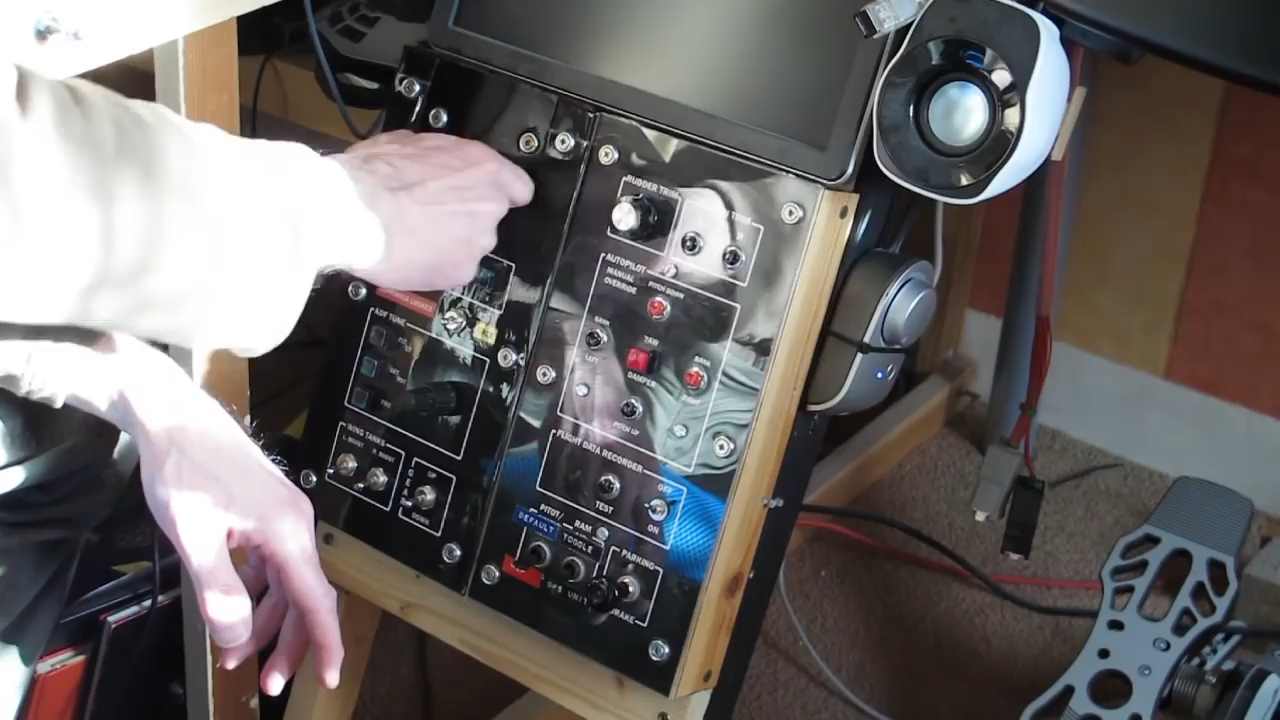 RUDDER TRIM
TRIM
AUTOPILOT
MANUAL
OVERRIDE
PITCH DOWN
BANK
LEFT
YAW
DAMPER
BANK
PITCH UP
ADF TUNE
WING TANKS
L. BOOST
R. BOOST
GEAR
UP
DOWN
FLIGHT DATA RECORDER
TEST
OFF
ON
PITOT/
RAM
DEFAULT
TOGGLE
GPS UNIT
PARKING
BRAKE